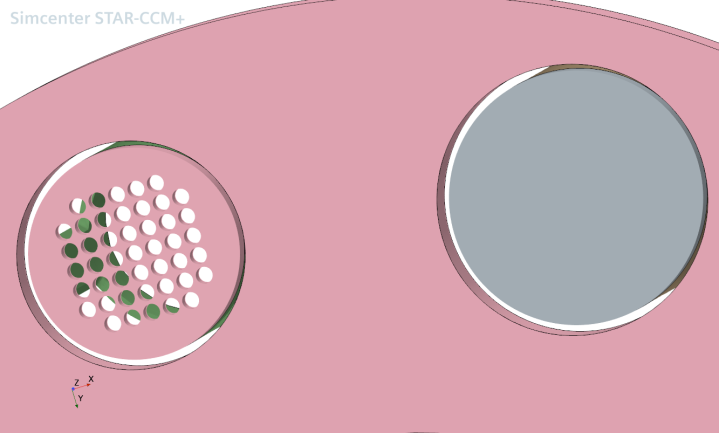 Simcenter STAR-CCM+
Z X
Y